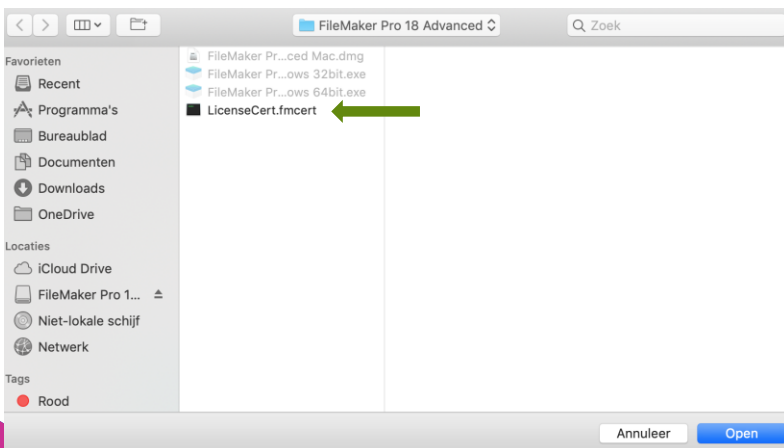 FileMaker Pro 18 Advanced
Zoek
Favorieten
Recent
Programma's
Bureaublad
Documenten
Downloads
OneDrive
Locaties
iCloud Drive
FileMaker Pro 1...
Niet-lokale schijf
Netwerk
Tags
Rood
FileMaker Pr...ced Mac.dmg
FileMaker Pr...ows 32bit.exe
FileMaker Pr...ows 64bit.exe
LicenseCert.fmcert
Annuleer
Open